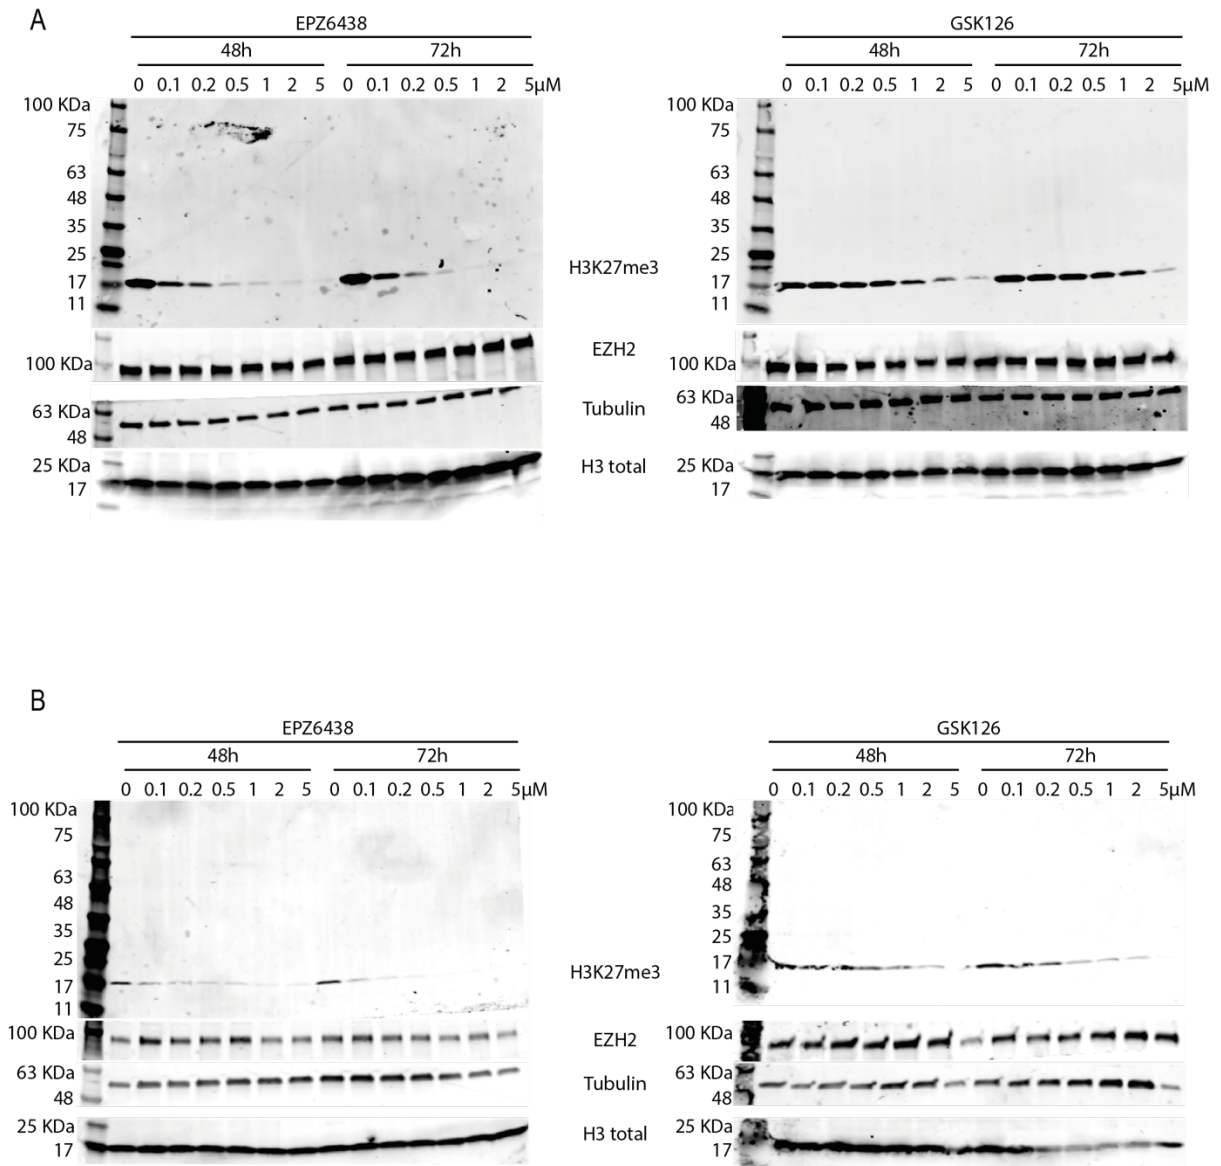 A
EPZ6438
48h 72h
0 0.1 0.2 0.5 1 2 5 0 0.1 0.2 0.5 1 2 5µM
100 KDa
75
63
48
35
25
17
11
100 KDa
63 KDa
48
25 KDa
17
H3K27me3
EZH2
Tubulin
H3 total
GSK126
48h 72h
0 0.1 0.2 0.5 1 2 5 0 0.1 0.2 0.5 1 2 5µM
100 KDa
75
63
48
35
25
17
11
100 KDa
63 KDa
48
25 KDa
17
B
EPZ6438
48h 72h
0 0.1 0.2 0.5 1 2 5 0 0.1 0.2 0.5 1 2 5µM
100 KDa
75
63
48
35
25
17
11
100 KDa
63 KDa
48
25 KDa
17
H3K27me3
EZH2
Tubulin
H3 total
GSK126
48h 72h
0 0.1 0.2 0.5 1 2 5 0 0.1 0.2 0.5 1 2 5µM
100 KDa
75
63
48
35
25
17
11
100 KDa
63 KDa
48
25 KDa
17